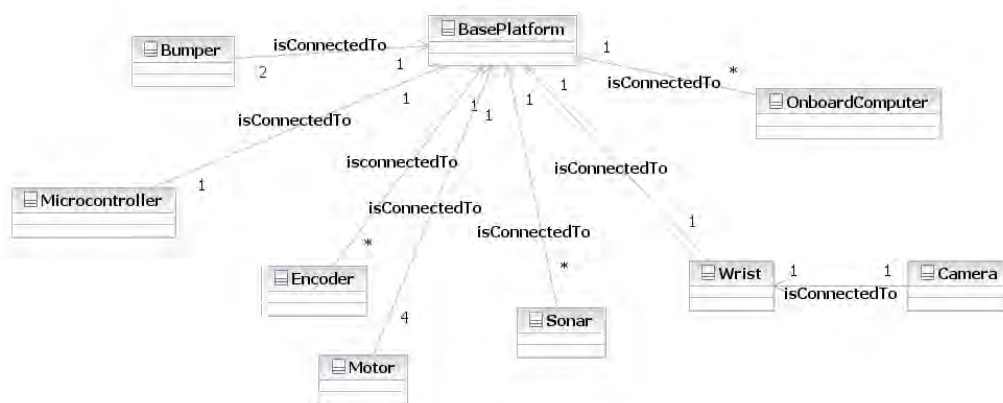 BasePlatform
Bumper
isConnectedTo
2
1
1
isConnectedTo
*
OnboardComputer
isConnectedTo
1
1
Microcontroller
isconnectedTo
1
*
Encoder
isConnectedTo
1
4
Motor
isConnectedTo
1
*
Sonar
isConnectedTo
1
1
Wrist
1
1
isConnectedTo
Camera